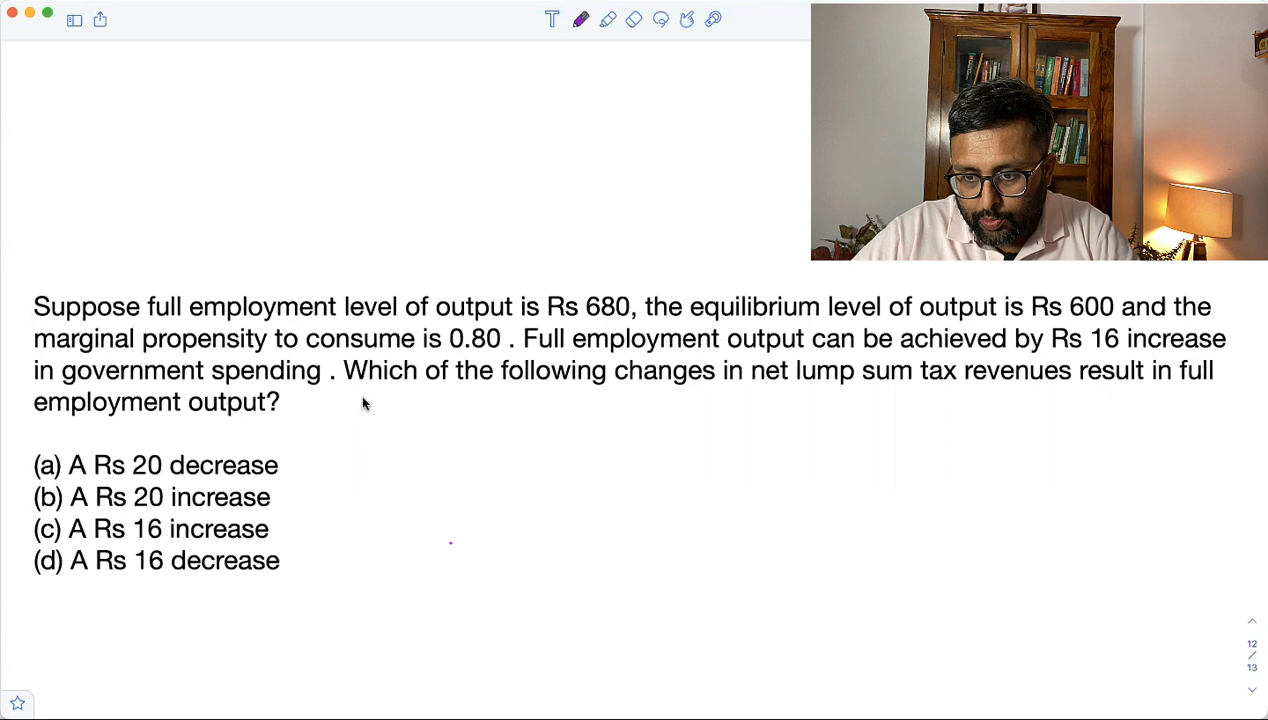 Suppose full employment level of output is Rs 680, the equilibrium level of output is Rs 600 and the
marginal propensity to consume is 0.80 . Full employment output can be achieved by Rs 16 increase
in government spending . Which of the following changes in net lump sum tax revenues result in full
employment output?
(a) A Rs 20 decrease
(b) A Rs 20 increase
(c) A Rs 16 increase
(d) A Rs 16 decrease
12
/
13